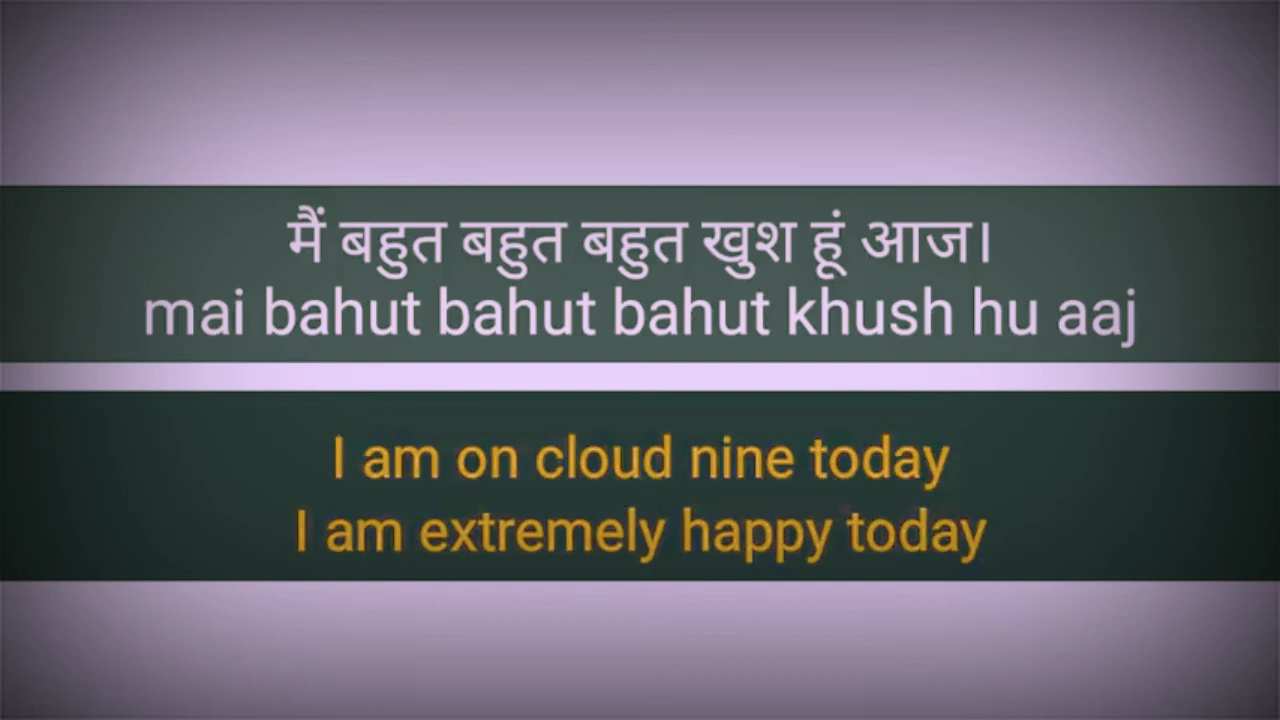 मैं बहुत बहुत बहुत खुश हूं आज।
mai bahut bahut bahut khush hu aaj
I am on cloud nine today
I am extremely happy today